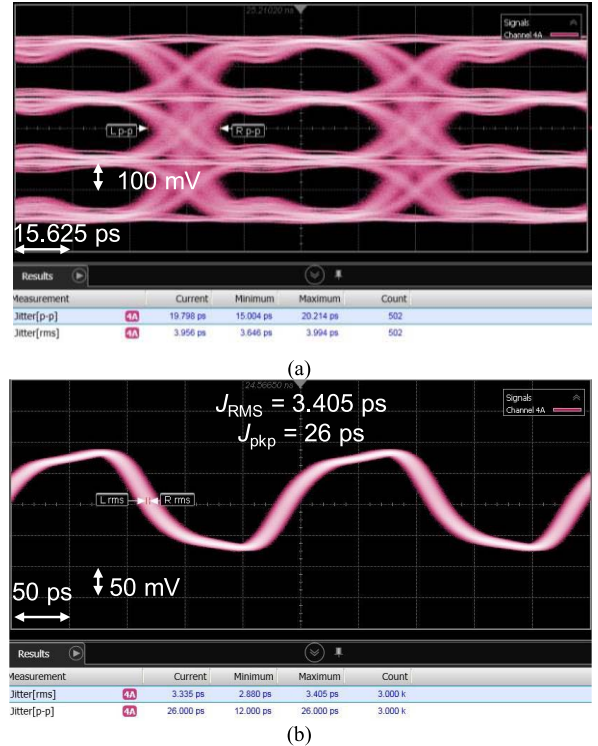 25.21020 ns
Signals
Channel 4A
L p-p
R p-p
100 mV
15.625 ps
Results
Measurement Current Minimum Maximum Count
Jitter[p-p] 4A 19.798 ps 15.004 ps 20.214 ps 502
Jitter[rms] 4A 3.956 ps 3.646 ps 3.994 ps 502
(a)
24.56650 ns
Signals
Channel 4A
JRMS = 3.405 ps
Jpkp = 26 ps
L rms
R rms
50 ps
50 mV
Results
Measurement Current Minimum Maximum Count
Jitter[rms] 4A 3.335 ps 2.880 ps 3.405 ps 3.000 k
Jitter[p-p] 4A 26.000 ps 12.000 ps 26.000 ps 3.000 k
(b)